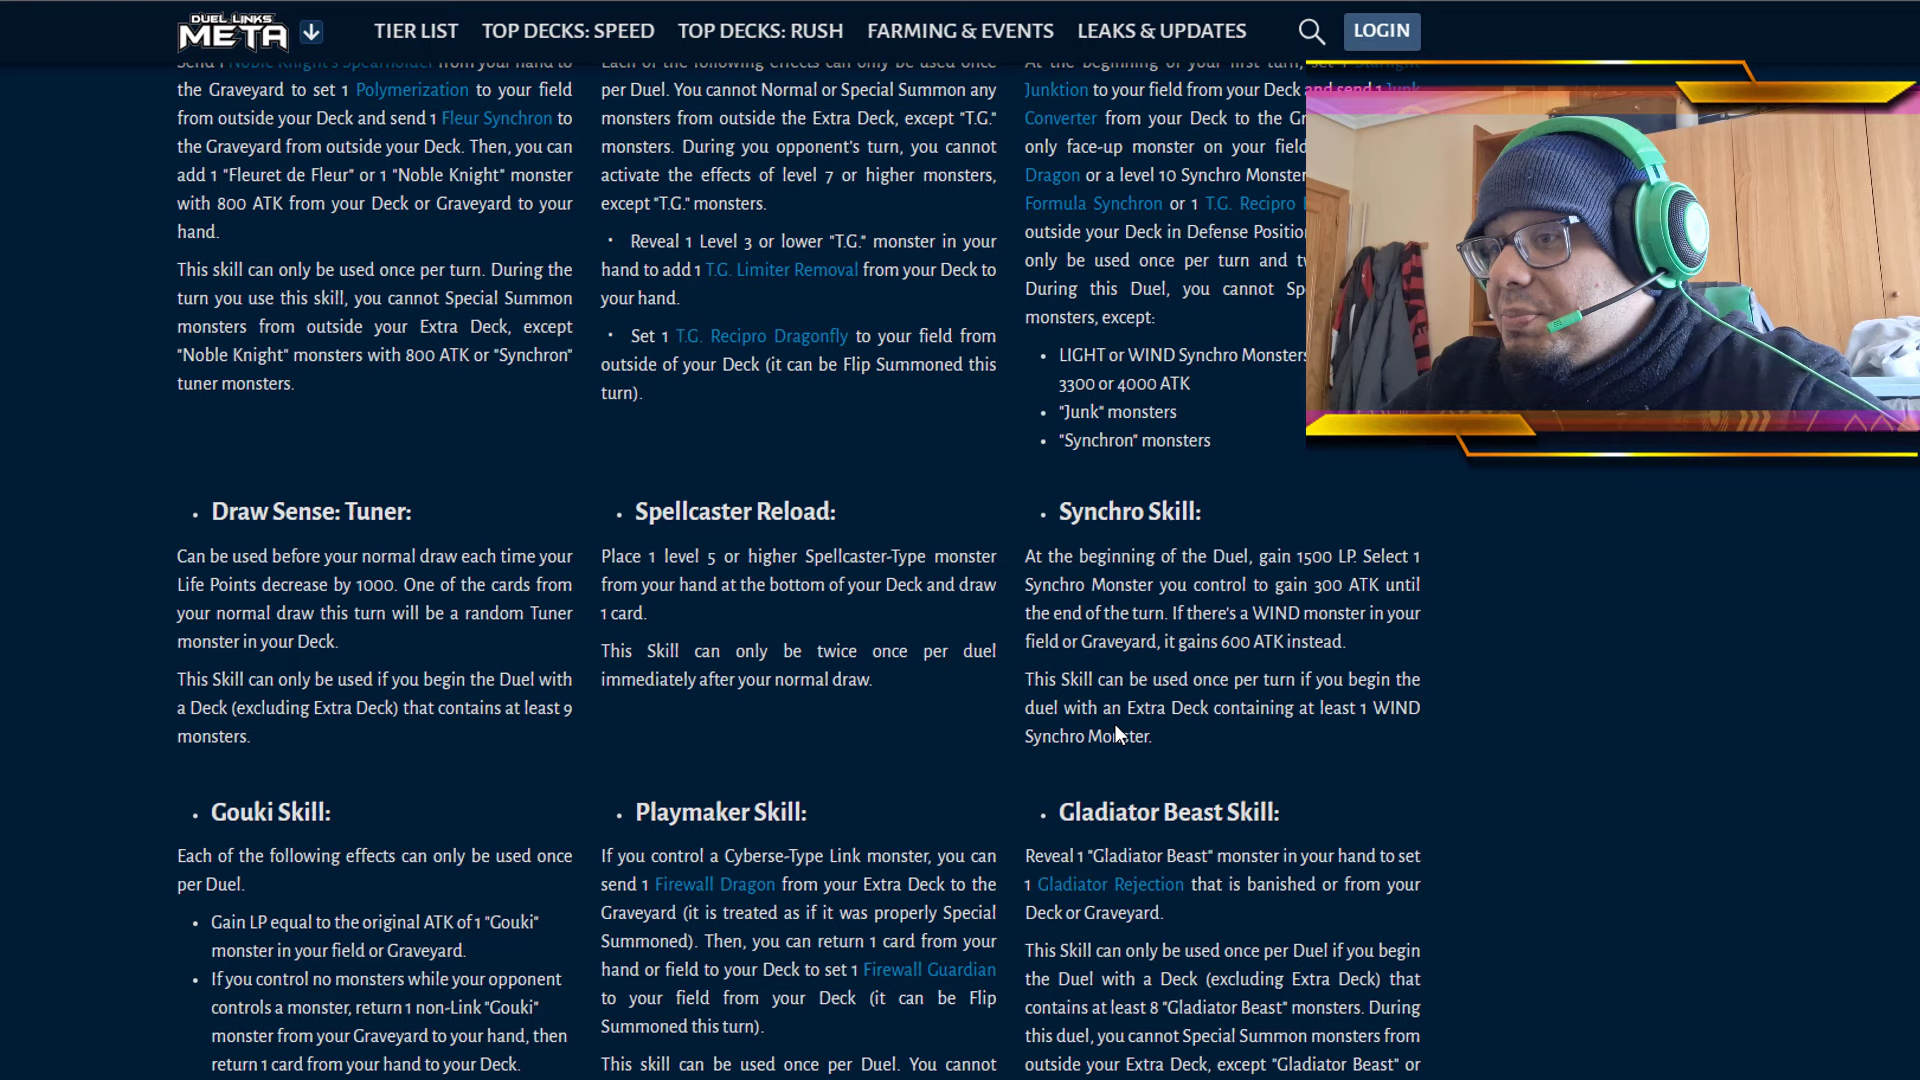 DUEL LINKS
META
TIER LIST
TOP DECKS: SPEED
TOP DECKS: RUSH
FARMING & EVENTS
LEAKS & UPDATES
LOGIN
Send 1 Noble Knight's Spearholder from your hand to
the Graveyard to set 1 Polymerization to your field
from outside your Deck and send 1 Fleur Synchron to
the Graveyard from outside your Deck. Then, you can
add 1 "Fleuret de Fleur" or 1 "Noble Knight" monster
with 800 ATK from your Deck or Graveyard to your
hand.
This skill can only be used once per turn. During the
turn you use this skill, you cannot Special Summon
monsters from outside your Extra Deck, except
"Noble Knight" monsters with 800 ATK or "Synchron"
tuner monsters.
Each of the following effects can only be used once
per Duel. You cannot Normal or Special Summon any
monsters from outside the Extra Deck, except "T.G."
monsters. During you opponent's turn, you cannot
activate the effects of level 7 or higher monsters,
except "T.G." monsters.
• Reveal 1 Level 3 or lower "T.G." monster in your
hand to add 1 T.G. Limiter Removal from your Deck to
your hand.
• Set 1 T.G. Recipro Dragonfly to your field from
outside of your Deck (it can be Flip Summoned this
turn).
At the beginning of your first turn, set 1 Starlight
Junktion to your field from your Deck and send 1 Junk
Converter from your Deck to the Gr
only face-up monster on your field
Dragon or a level 10 Synchro Monster
Formula Synchron or 1 T.G. Recipro
outside your Deck in Defense Position
only be used once per turn and tw
During this Duel, you cannot Sp
monsters, except:
• LIGHT or WIND Synchro Monsters
3300 or 4000 ATK
• "Junk" monsters
• "Synchron" monsters
• Draw Sense: Tuner:
Can be used before your normal draw each time your
Life Points decrease by 1000. One of the cards from
your normal draw this turn will be a random Tuner
monster in your Deck.
This Skill can only be used if you begin the Duel with
a Deck (excluding Extra Deck) that contains at least 9
monsters.
• Spellcaster Reload:
Place 1 level 5 or higher Spellcaster-Type monster
from your hand at the bottom of your Deck and draw
1 card.
This Skill can only be twice once per duel
immediately after your normal draw.
• Synchro Skill:
At the beginning of the Duel, gain 1500 LP. Select 1
Synchro Monster you control to gain 300 ATK until
the end of the turn. If there's a WIND monster in your
field or Graveyard, it gains 600 ATK instead.
This Skill can be used once per turn if you begin the
duel with an Extra Deck containing at least 1 WIND
Synchro Monster.
• Gouki Skill:
Each of the following effects can only be used once
per Duel.
• Gain LP equal to the original ATK of 1 "Gouki"
monster in your field or Graveyard.
• If you control no monsters while your opponent
controls a monster, return 1 non-Link "Gouki"
monster from your Graveyard to your hand, then
return 1 card from your hand to your Deck.
• Playmaker Skill:
If you control a Cyberse-Type Link monster, you can
send 1 Firewall Dragon from your Extra Deck to the
Graveyard (it is treated as if it was properly Special
Summoned). Then, you can return 1 card from your
hand or field to your Deck to set 1 Firewall Guardian
to your field from your Deck (it can be Flip
Summoned this turn).
This skill can be used once per Duel. You cannot
• Gladiator Beast Skill:
Reveal 1 "Gladiator Beast" monster in your hand to set
1 Gladiator Rejection that is banished or from your
Deck or Graveyard.
This Skill can only be used once per Duel if you begin
the Duel with a Deck (excluding Extra Deck) that
contains at least 8 "Gladiator Beast" monsters. During
this duel, you cannot Special Summon monsters from
outside your Extra Deck, except "Gladiator Beast" or